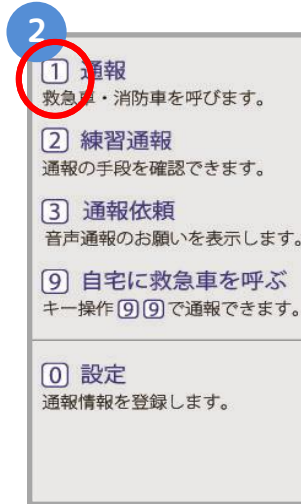 2
1 通報
救急車・消防車を呼びます。
2 練習通報
通報の手段を確認できます。
3 通報依頼
音声通報のお願いを表示します。
9 自宅に救急車を呼ぶ
キー操作99で通報できます。
0 設定
通報情報を登録します。